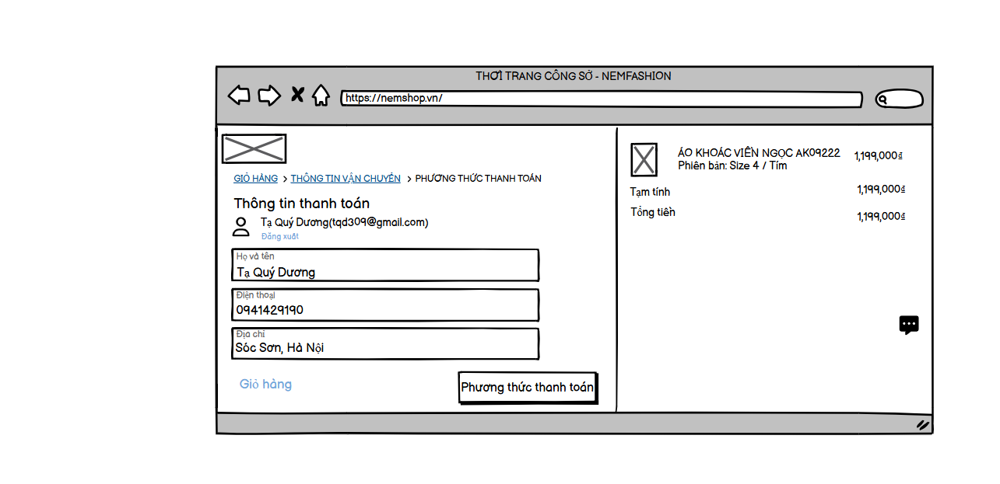 THỜI TRANG CÔNG SỞ - NEMFASHION
https://nemshop.vn/
GIỎ HÀNG > THÔNG TIN VẬN CHUYỂN > PHƯƠNG THỨC THANH TOÁN
Thông tin thanh toán
Tạ Quý Dương(tqd309@gmail.com)
Đăng xuất
Họ và tên
Tạ Quý Dương
Điện thoại
0941429190
Địa chỉ
Sóc Sơn, Hà Nội
Giỏ hàng
Phương thức thanh toán
ÁO KHOÁC VIỀN NGỌC AK09222 1,199,000₫
Phiên bản: Size 4 / Tím
Tạm tính 1,199,000₫
Tổng tiền 1,199,000₫